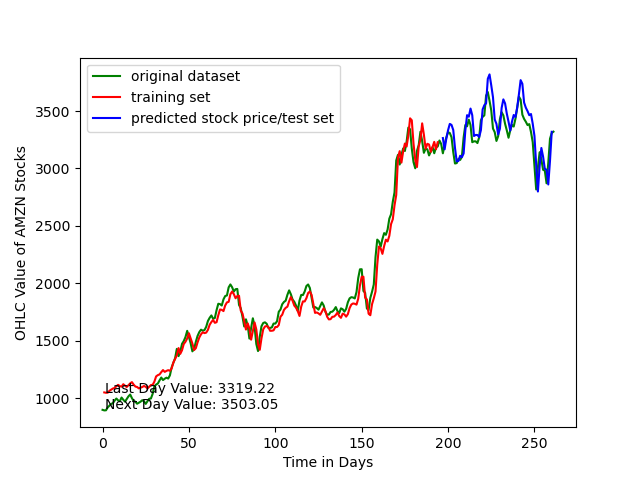 original dataset
training set
predicted stock price/test set
3500
3000
2500
2000
1500
1000
OHLC Value of AMZN Stocks
Last Day Value: 3319.22
Next Day Value: 3503.05
0
50
100
150
200
250
Time in Days